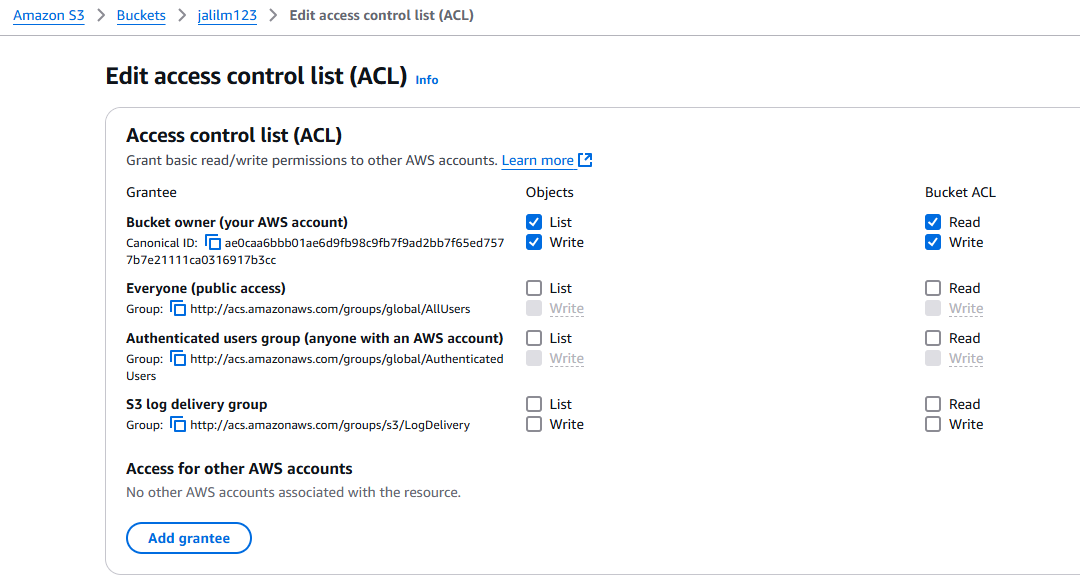 Amazon S3 > Buckets > jalilm123 > Edit access control list (ACL)
Edit access control list (ACL) Info
Access control list (ACL)
Grant basic read/write permissions to other AWS accounts. Learn more
Grantee Objects Bucket ACL
Bucket owner (your AWS account) List Read
Canonical ID: ae0caa6bbb01ae6d9fb98c9fb7f9ad2bb7f65ed757 Write Write
7b7e21111ca0316917b3cc
Everyone (public access) List Read
Group: http://acs.amazonaws.com/groups/global/AllUsers Write Write
Authenticated users group (anyone with an AWS account) List Read
Group: http://acs.amazonaws.com/groups/global/Authenticated Write Write
Users
S3 log delivery group List Read
Group: http://acs.amazonaws.com/groups/s3/LogDelivery Write Write
Access for other AWS accounts
No other AWS accounts associated with the resource.
Add grantee